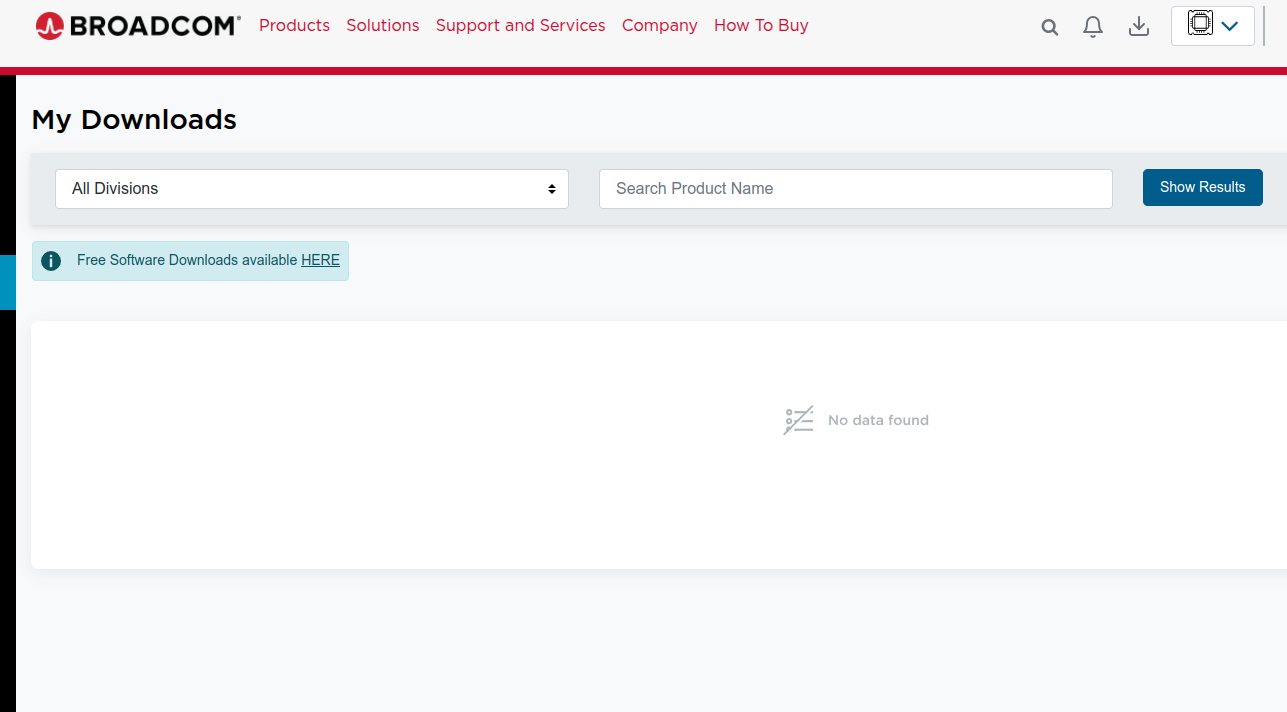 BROADCOM® Products Solutions Support and Services Company How To Buy
My Downloads
All Divisions Search Product Name Show Results
Free Software Downloads available HERE
No data found